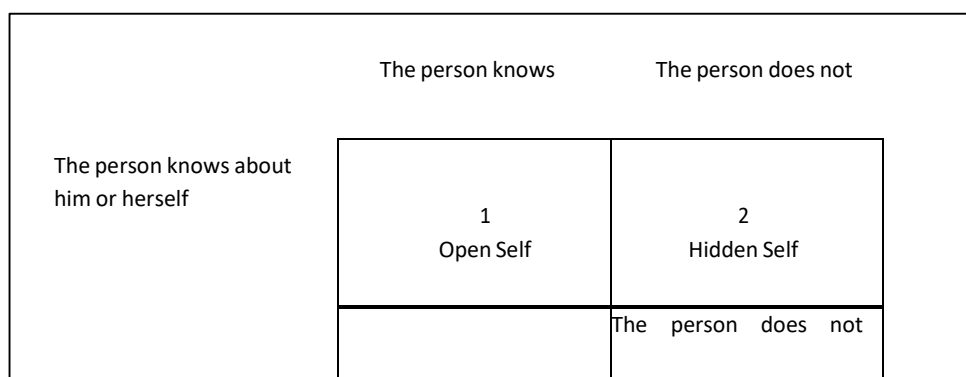 The person knows The person does not
The person knows about
him or herself
1 2
Open Self Hidden Self
The person does not